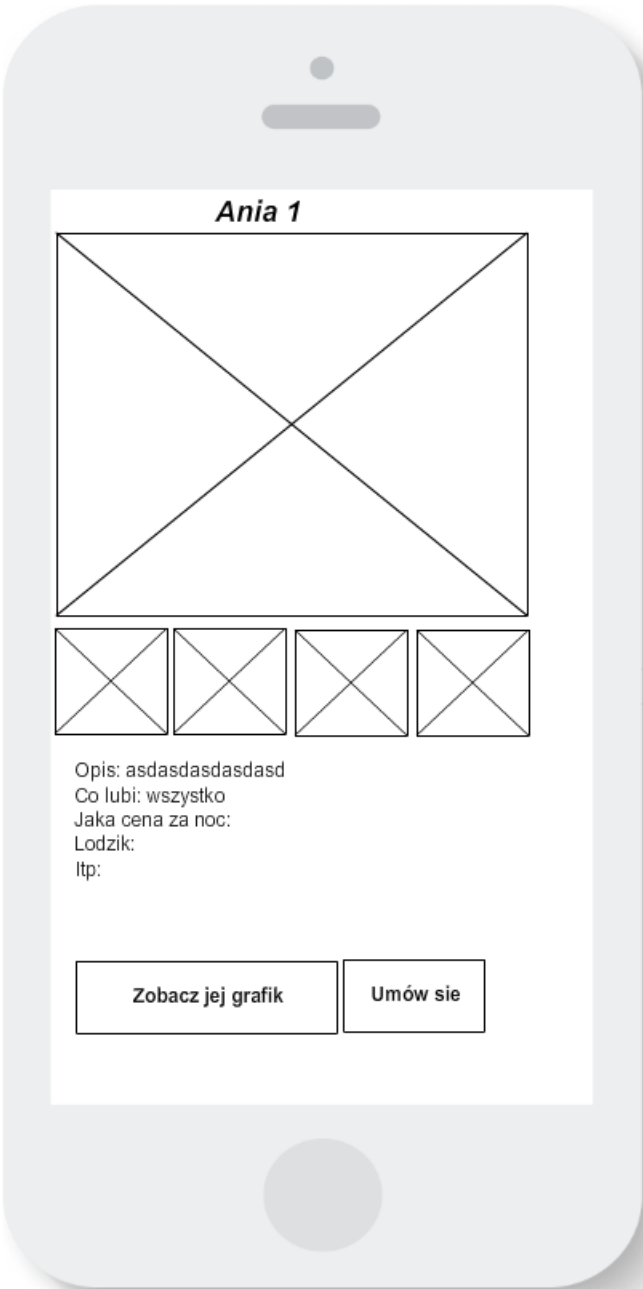 Ania 1
Opis: asdasdasdasdasd
Co lubi: wszystko
Jaka cena za noc:
Lodzik:
Itp:
Zobacz jej grafik
Umów sie